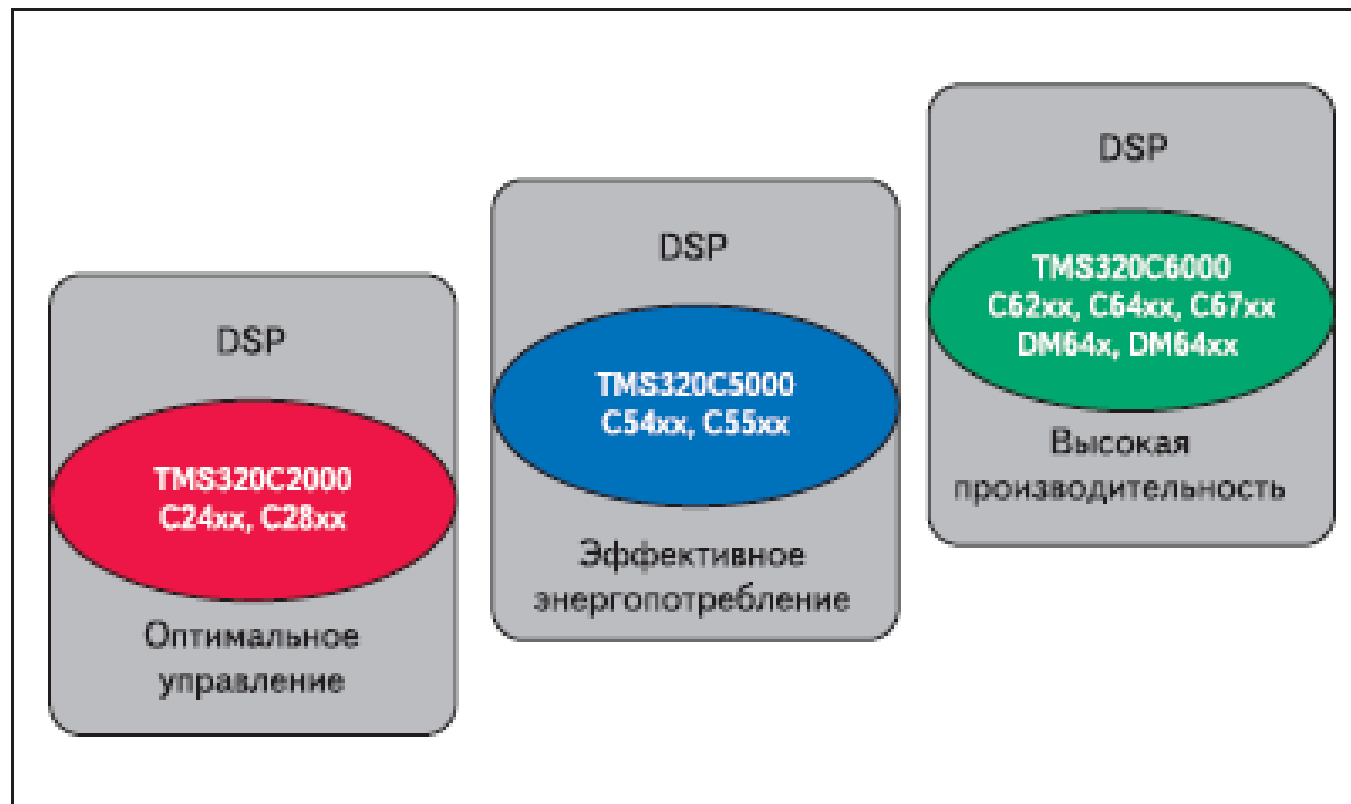 DSP
TMS320C2000
C24xx, C28xx
Оптимальное
управление
DSP
TMS320C5000
C54xx, C55xx
Эффективное
энергопотребление
DSP
TMS320C6000
C62xx, C64xx, C67xx
DM64x, DM64xx
Высокая
производительность